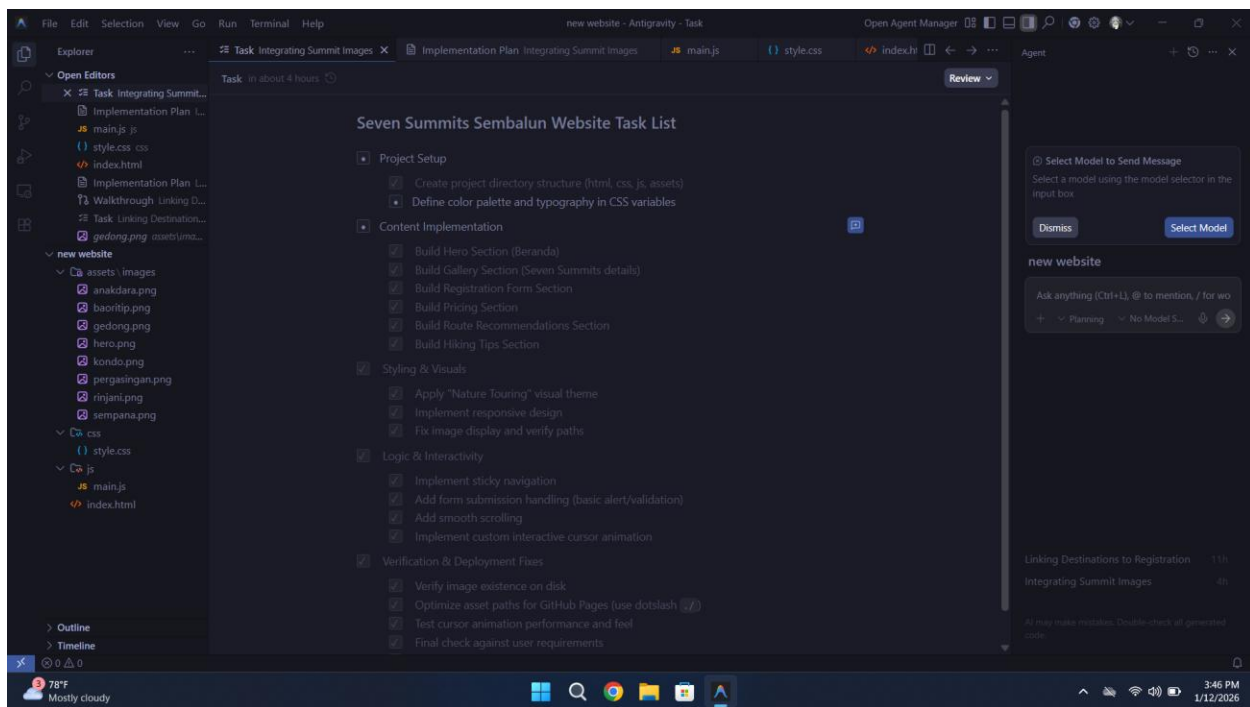 File Edit Selection View Go Run Terminal Help
new website - Antigravity - Task
Open Agent Manager
Explorer
Task Integrating Summit Images
Implementation Plan Integrating Summit Images
JS main.js
{ } style.css
index.h
Agent
Open Editors
Task Integrating Summit...
Implementation Plan I...
JS main.js js
{ } style.css css
index.html
Implementation Plan L...
Walkthrough Linking D...
Task Linking Destination...
gedong.png assets\ima...
new website
assets \ images
anakdara.png
baoritip.png
gedong.png
hero.png
kondo.png
pergasingan.png
rinjani.png
sempana.png
css
{ } style.css
js
JS main.js
index.html
Outline
Timeline
Task in about 4 hours
Review
Seven Summits Sembalun Website Task List
Project Setup
Create project directory structure (html, css, js, assets)
Define color palette and typography in CSS variables
Content Implementation
Build Hero Section (Beranda)
Build Gallery Section (Seven Summits details)
Build Registration Form Section
Build Pricing Section
Build Route Recommendations Section
Build Hiking Tips Section
Styling & Visuals
Apply "Nature Touring" visual theme
Implement responsive design
Fix image display and verify paths
Logic & Interactivity
Implement sticky navigation
Add form submission handling (basic alert/validation)
Add smooth scrolling
Implement custom interactive cursor animation
Verification & Deployment Fixes
Verify image existence on disk
Optimize asset paths for GitHub Pages (use dotslash ./)
Test cursor animation performance and feel
Final check against user requirements
Select Model to Send Message
Select a model using the model selector in the
input box
Dismiss
Select Model
new website
Ask anything (Ctrl+L), @ to mention, / for wo
Planning
No Model S...
Linking Destinations to Registration 11h
Integrating Summit Images 4h
AI may make mistakes. Double-check all generated
code.
0 0
3
78°F
Mostly cloudy
3:46 PM
1/12/2026